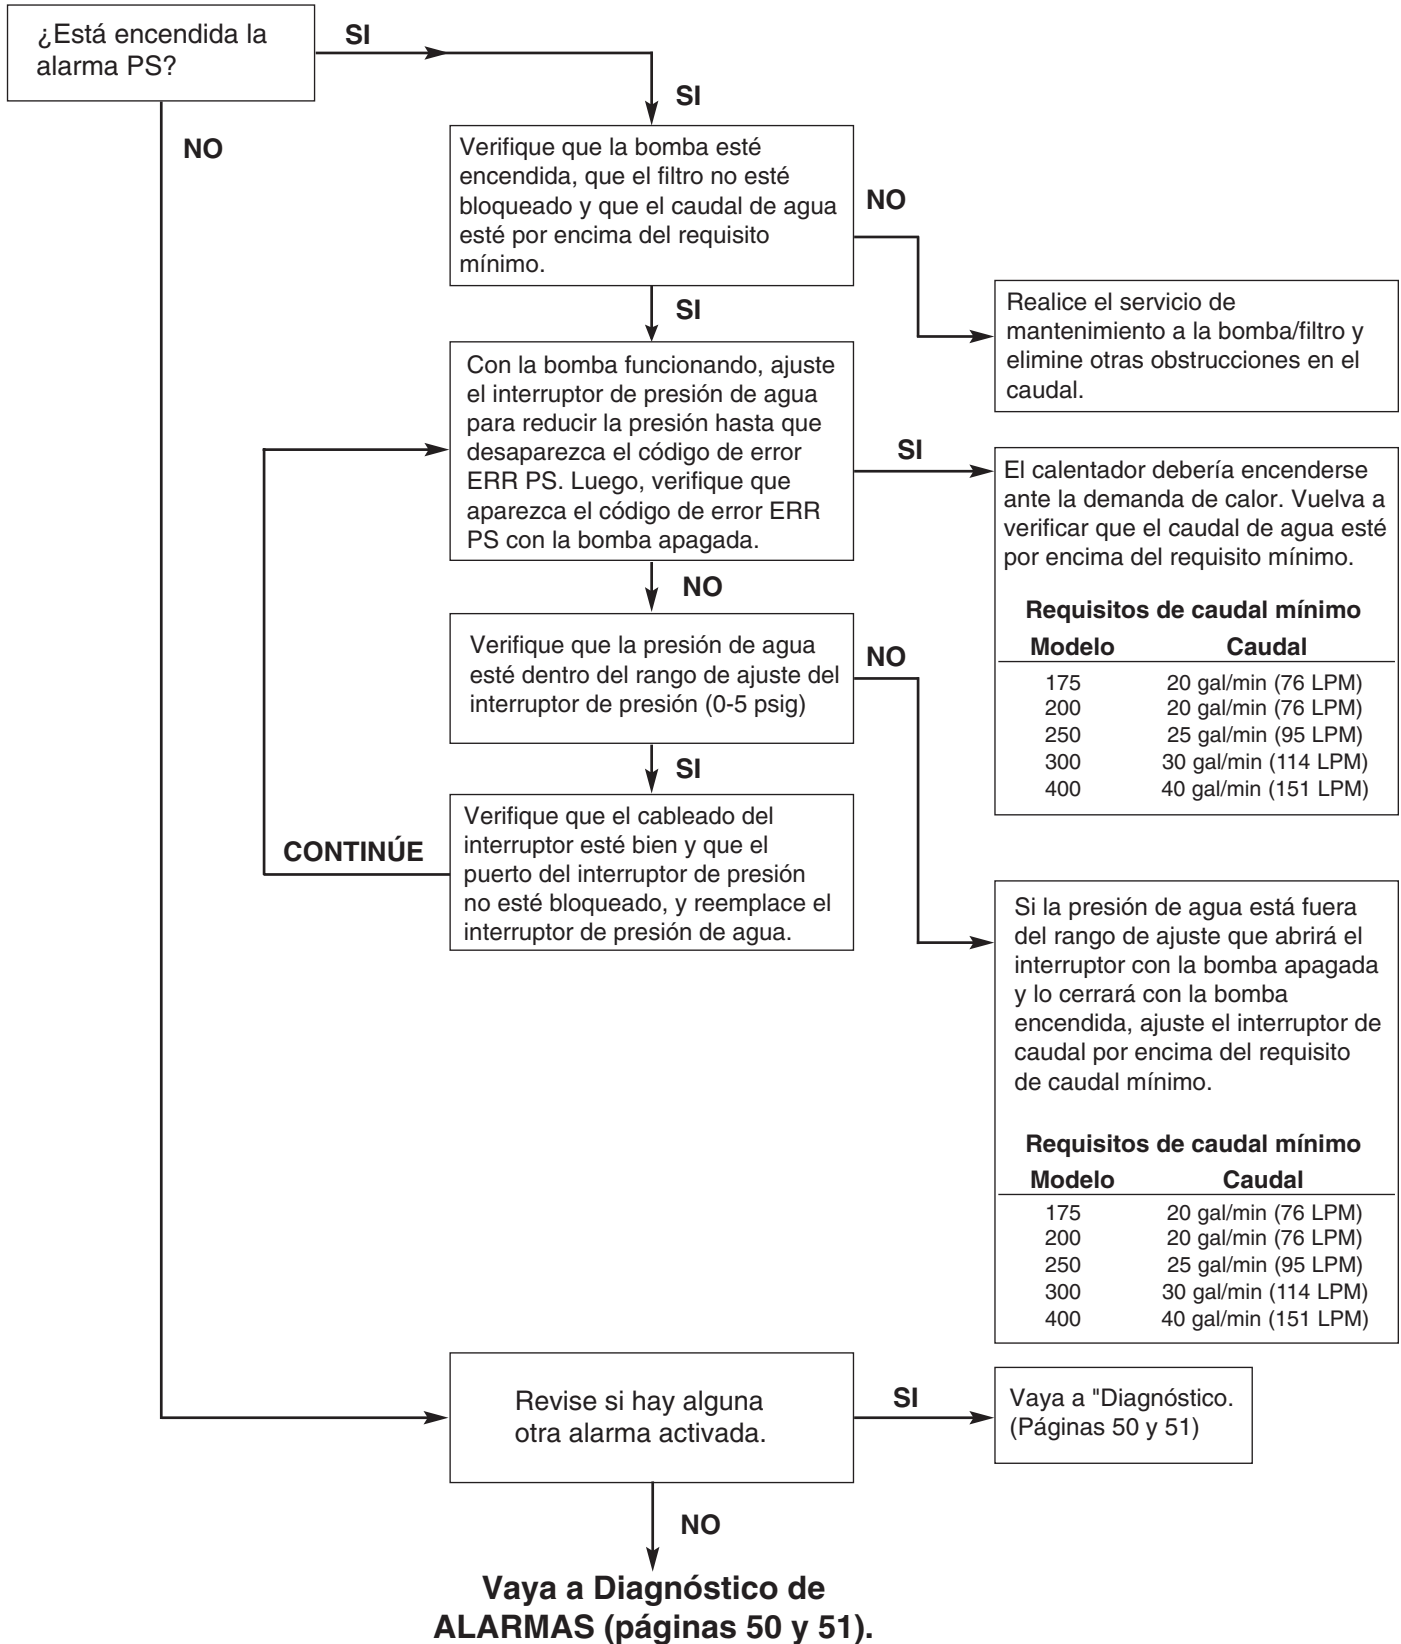 ¿Está encendida la
alarma PS?
SI
SI
NO
Verifique que la bomba esté
encendida, que el filtro no esté
bloqueado y que el caudal de agua
esté por encima del requisito
mínimo.
NO
SI
Realice el servicio de
mantenimiento a la bomba/filtro y
elimine otras obstrucciones en el
caudal.
Con la bomba funcionando, ajuste
el interruptor de presión de agua
para reducir la presión hasta que
desaparezca el código de error
ERR PS. Luego, verifique que
aparezca el código de error ERR
PS con la bomba apagada.
SI
El calentador debería encenderse
ante la demanda de calor. Vuelva a
verificar que el caudal de agua esté
por encima del requisito mínimo.
Requisitos de caudal mínimo
Modelo Caudal
175 20 gal/min (76 LPM)
200 20 gal/min (76 LPM)
250 25 gal/min (95 LPM)
300 30 gal/min (114 LPM)
400 40 gal/min (151 LPM)
NO
Verifique que la presión de agua
esté dentro del rango de ajuste del
interruptor de presión (0-5 psig)
NO
SI
Verifique que el cableado del
interruptor esté bien y que el
puerto del interruptor de presión
no esté bloqueado, y reemplace el
interruptor de presión de agua.
CONTINÚE
Si la presión de agua está fuera
del rango de ajuste que abrirá el
interruptor con la bomba apagada
y lo cerrará con la bomba
encendida, ajuste el interruptor de
caudal por encima del requisito
de caudal mínimo.
Requisitos de caudal mínimo
Modelo Caudal
175 20 gal/min (76 LPM)
200 20 gal/min (76 LPM)
250 25 gal/min (95 LPM)
300 30 gal/min (114 LPM)
400 40 gal/min (151 LPM)
Revise si hay alguna
otra alarma activada.
SI
Vaya a "Diagnóstico.
(Páginas 50 y 51)
NO
Vaya a Diagnóstico de
ALARMAS (páginas 50 y 51).